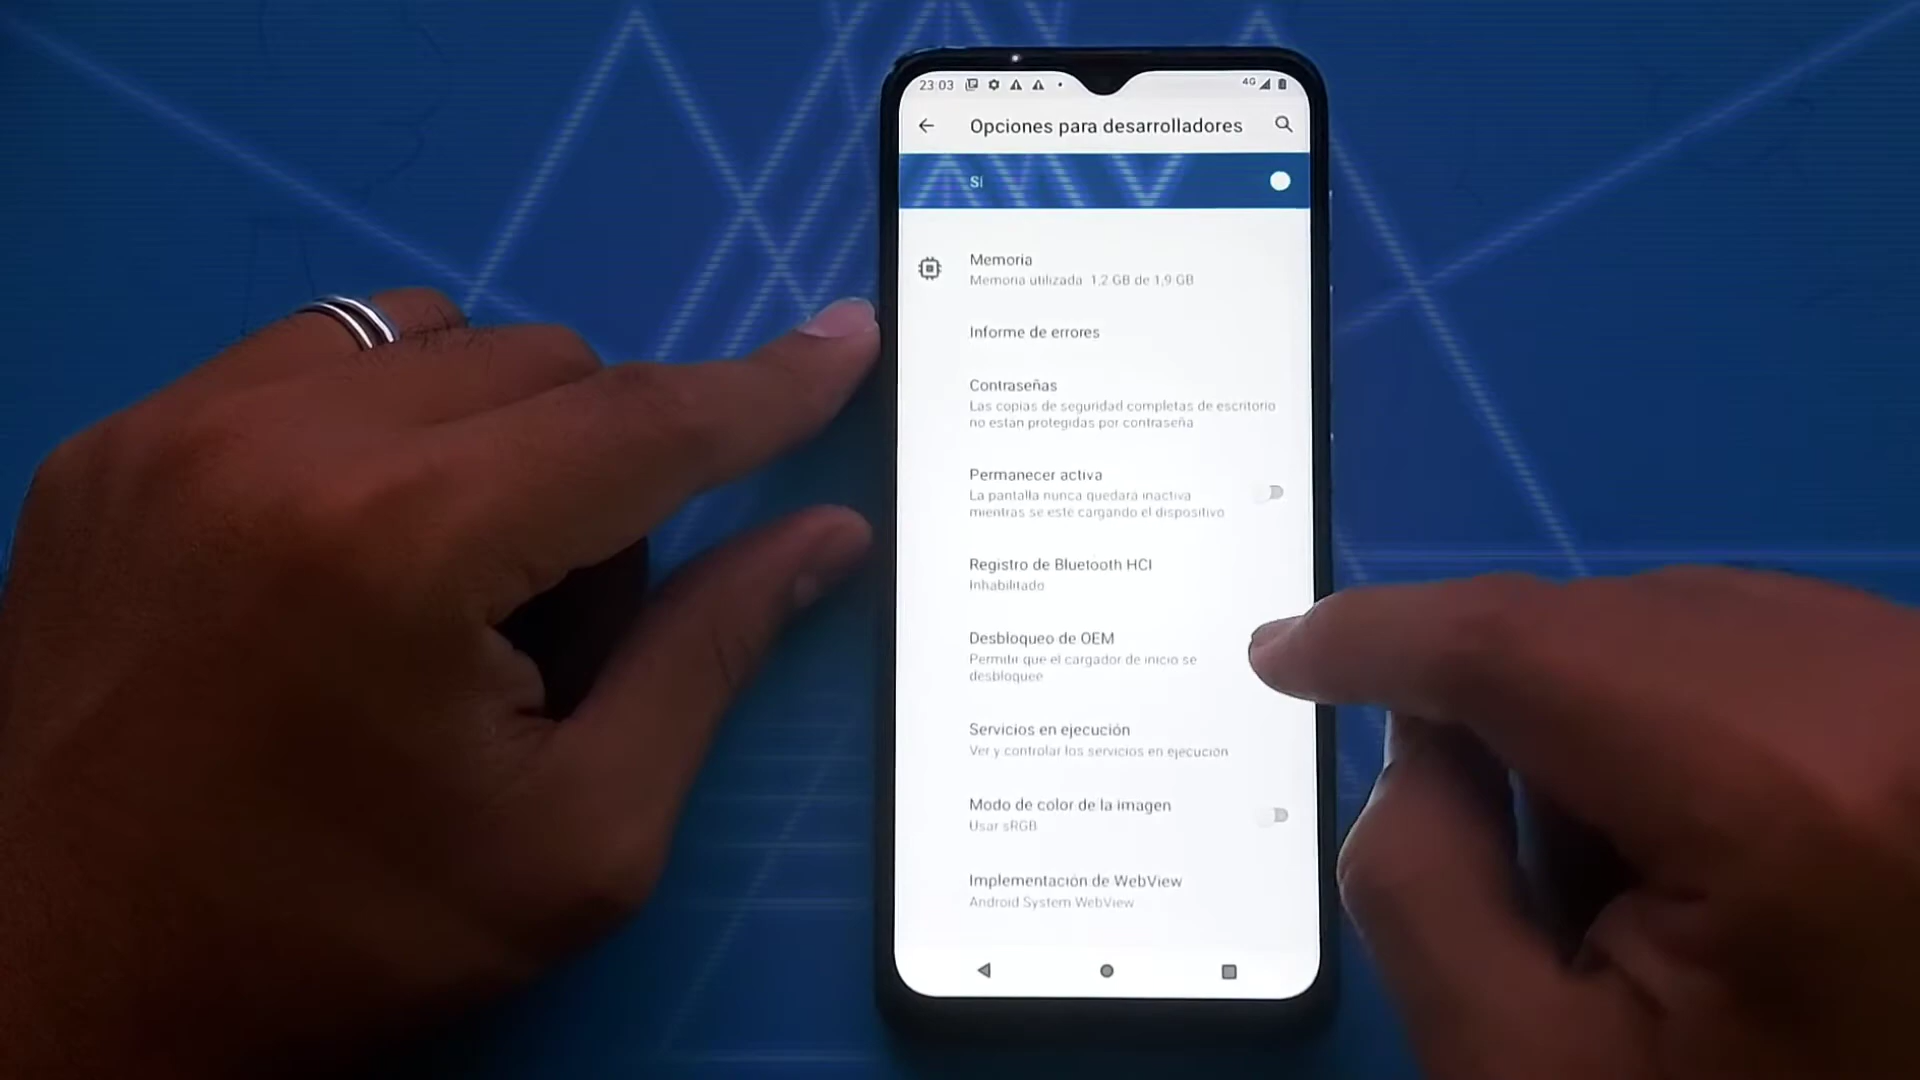 23:03
4G
Opciones para desarrolladores
Sí
Memoria
Memoria utilizada 1,2 GB de 1,9 GB
Informe de errores
Contraseñas
Las copias de seguridad completas de escritorio
no están protegidas por contraseña
Permanecer activa
La pantalla nunca quedará inactiva
mientras se esté cargando el dispositivo
Registro de Bluetooth HCI
Inhabilitado
Desbloqueo de OEM
Permitir que el cargador de inicio se
desbloquee
Servicios en ejecución
Ver y controlar los servicios en ejecución
Modo de color de la imagen
Usar sRGB
Implementación de WebView
Android System WebView